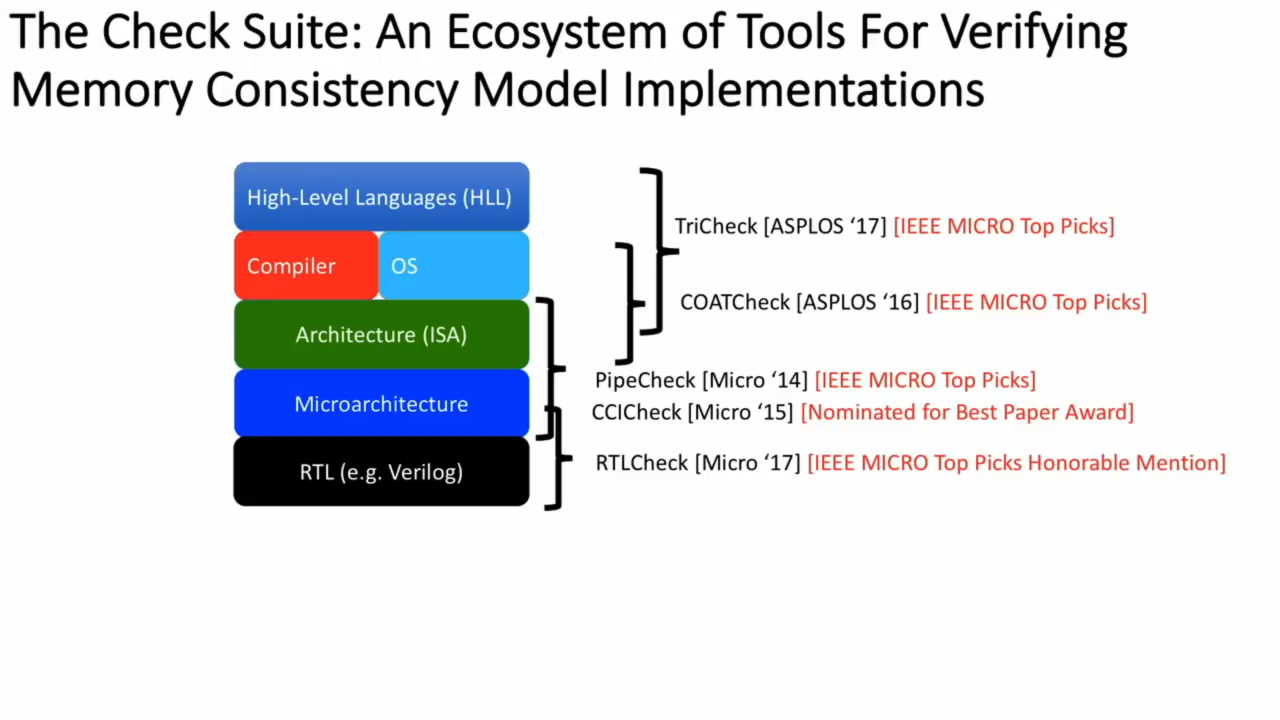 The Check Suite: An Ecosystem of Tools For Verifying
Memory Consistency Model Implementations
High-Level Languages (HLL)
Compiler
OS
Architecture (ISA)
Microarchitecture
RTL (e.g. Verilog)
TriCheck [ASPLOS ‘17] [IEEE MICRO Top Picks]
COATCheck [ASPLOS ‘16] [IEEE MICRO Top Picks]
PipeCheck [Micro ‘14] [IEEE MICRO Top Picks]
CCICheck [Micro ‘15] [Nominated for Best Paper Award]
RTLCheck [Micro ‘17] [IEEE MICRO Top Picks Honorable Mention]